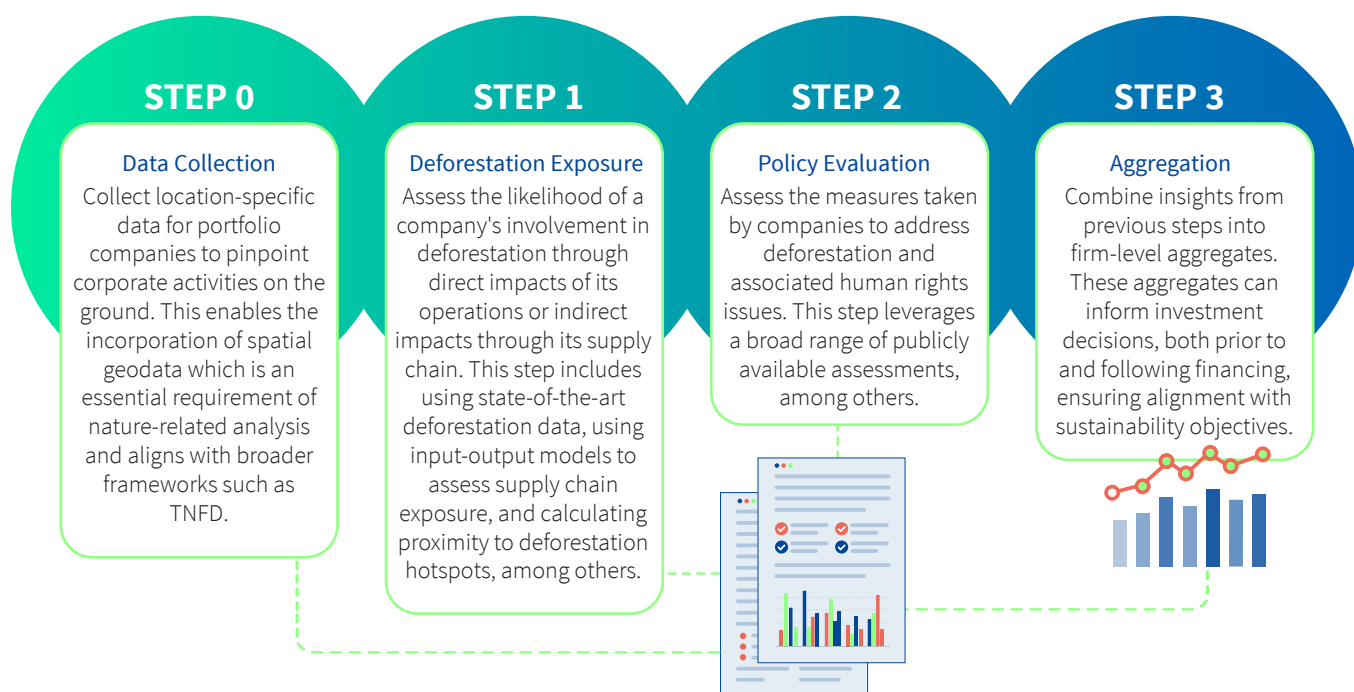 STEP 0
Data Collection
Collect location-specific
data for portfolio
companies to pinpoint
corporate activities on the
ground. This enables the
incorporation of spatial
geodata which is an
essential requirement of
nature-related analysis
and aligns with broader
frameworks such as
TNFD.
STEP 1
Deforestation Exposure
Assess the likelihood of a
company's involvement in
deforestation through
direct impacts of its
operations or indirect
impacts through its supply
chain. This step includes
using state-of-the-art
deforestation data, using
input-output models to
assess supply chain
exposure, and calculating
proximity to deforestation
hotspots, among others.
STEP 2
Policy Evaluation
Assess the measures taken
by companies to address
deforestation and
associated human rights
issues. This step leverages
a broad range of publicly
available assessments,
among others.
STEP 3
Aggregation
Combine insights from
previous steps into
firm-level aggregates.
These aggregates can
inform investment
decisions, both prior to
and following financing,
ensuring alignment with
sustainability objectives.